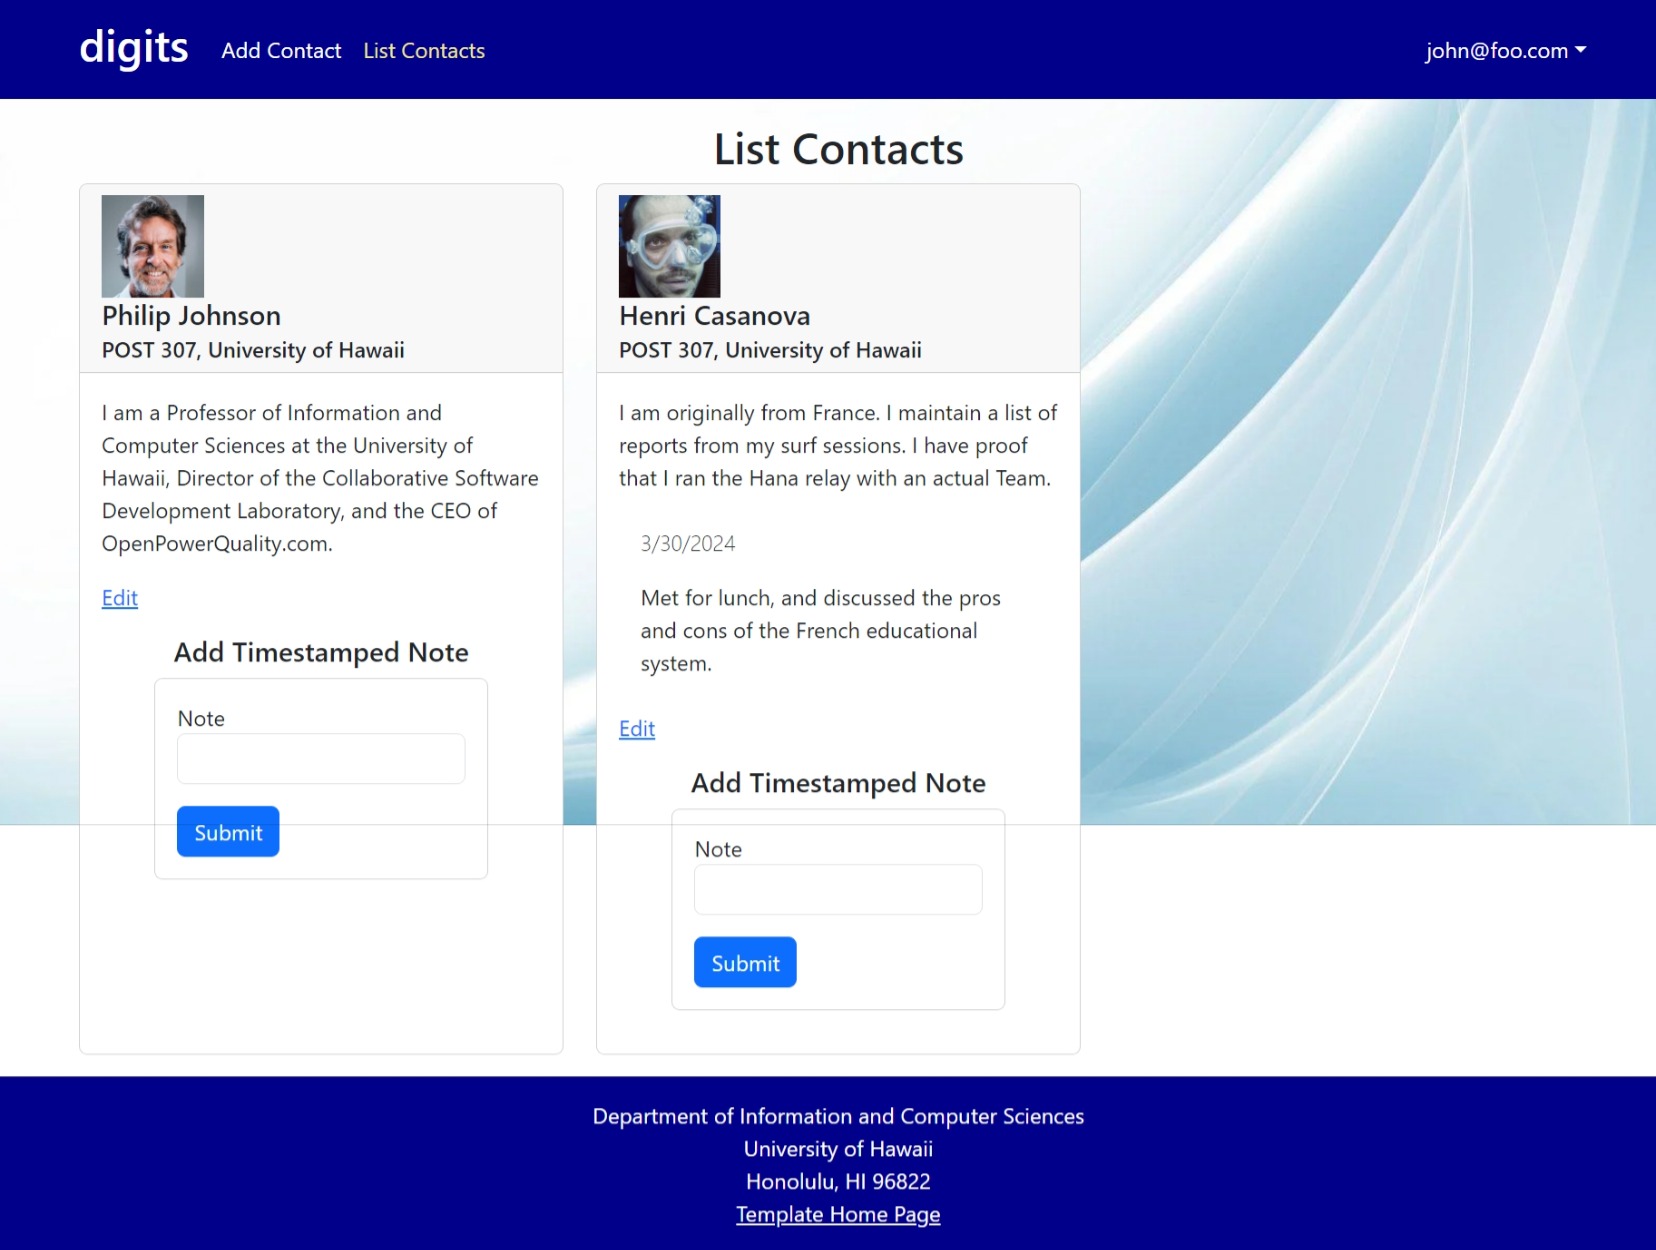 digits Add Contact List Contacts john@foo.com
List Contacts
Philip Johnson
POST 307, University of Hawaii
I am a Professor of Information and
Computer Sciences at the University of
Hawaii, Director of the Collaborative Software
Development Laboratory, and the CEO of
OpenPowerQuality.com.
Edit
Add Timestamped Note
Note
Submit
Henri Casanova
POST 307, University of Hawaii
I am originally from France. I maintain a list of
reports from my surf sessions. I have proof
that I ran the Hana relay with an actual Team.
3/30/2024
Met for lunch, and discussed the pros
and cons of the French educational
system.
Edit
Add Timestamped Note
Note
Submit
Department of Information and Computer Sciences
University of Hawaii
Honolulu, HI 96822
Template Home Page